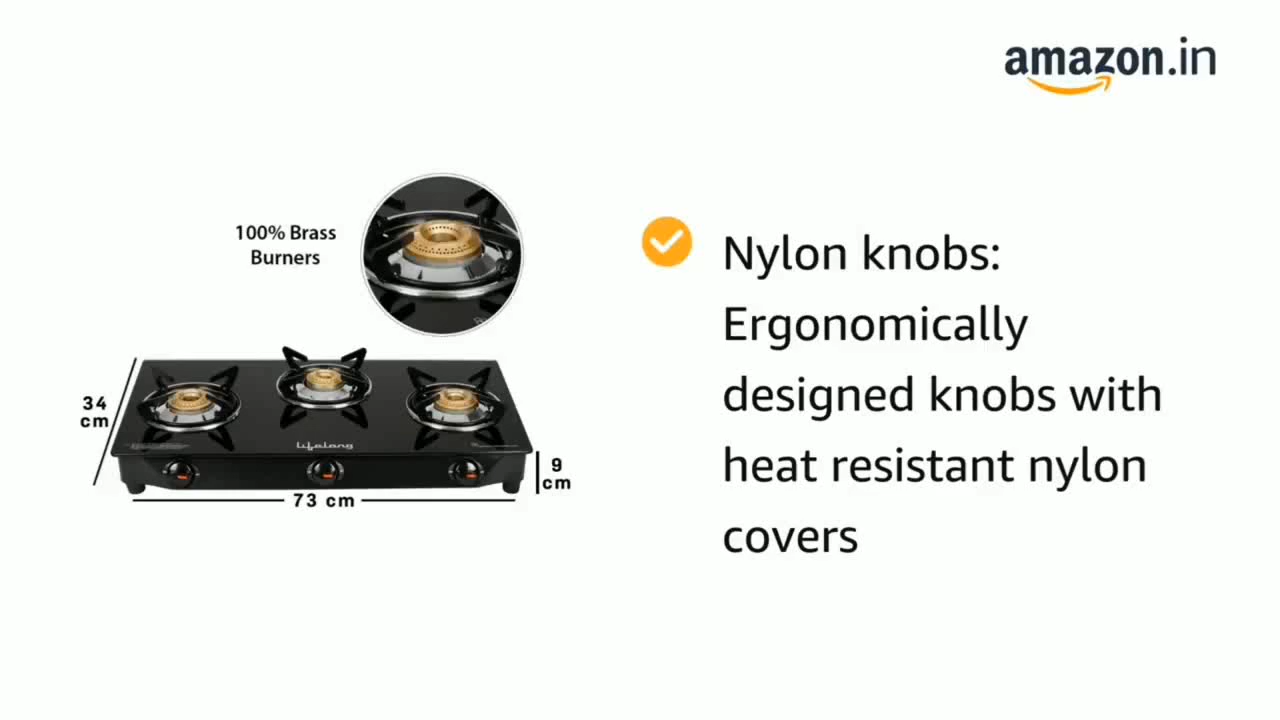 amazon.in
100% Brass
Burners
Nylon knobs:
Ergonomically
designed knobs with
heat resistant nylon
covers
34
cm
lifelong
9
cm
73 cm